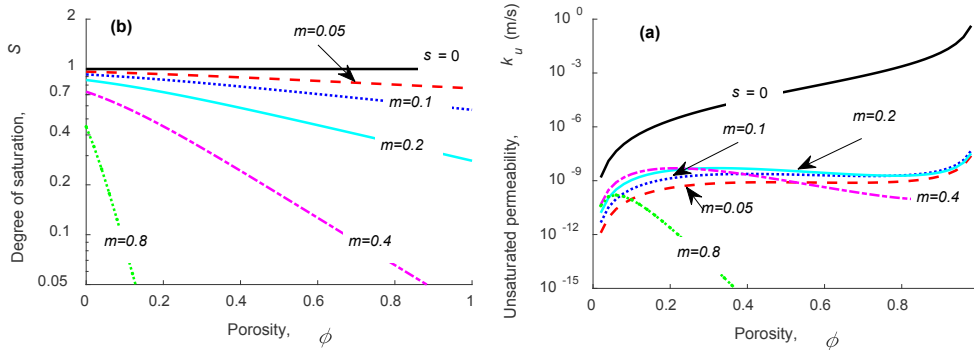 (b)
Degree of saturation, S
2
1
0.7
0.4
0.2
0.1
0.05
m=0.05
s = 0
m=0.1
m=0.2
m=0.4
m=0.8
0
0.2
0.4
0.6
0.8
1
Porosity, ϕ
(a)
Unsaturated permeability, k u (m/s)
10 0
10 -3
10 -6
10 -9
10 -12
10 -15
s = 0
m=0.1
m=0.2
m=0.4
m=0.05
m=0.8
0
0.2
0.4
0.6
0.8
Porosity, ϕ